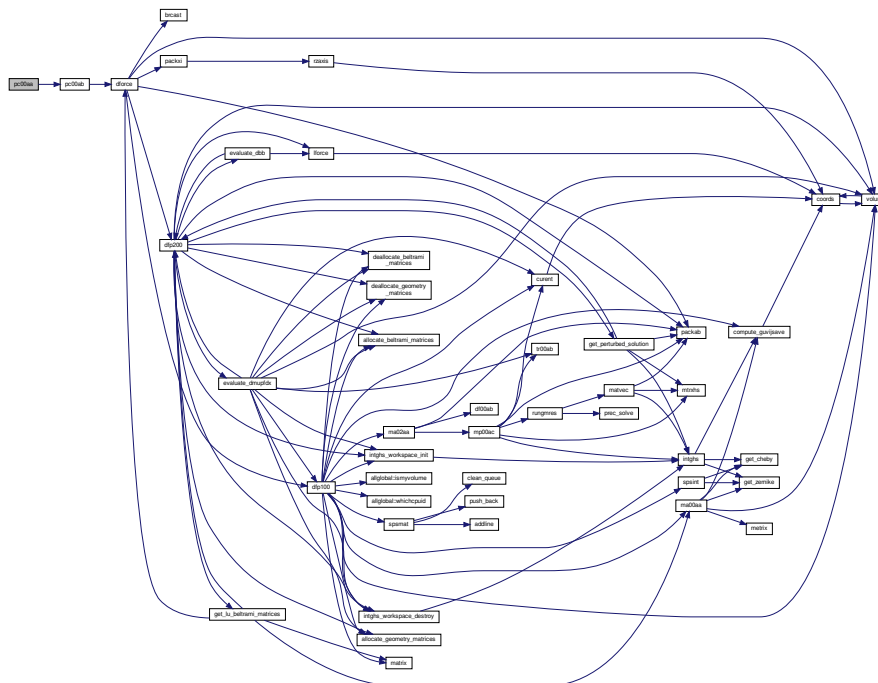 brcast
packxi
rzaxis
pc00aa
pc00ab
dforce
evaluate_dbb
lforce
coords
volume
dfp200
deallocate_beltrami
_matrices
deallocate_geometry
_matrices
curent
allocate_beltrami_matrices
packab
compute_guvijsave
get_perturbed_solution
tr00ab
evaluate_dmupfdx
matvec
mtrxhs
df00ab
rungmres
prec_solve
ma02aa
mp00ac
intghs_workspace_init
intghs
get_cheby
allglobal::ismyvolume
clean_queue
spsint
get_zernike
dfp100
allglobal::whichcpuid
push_back
ma00aa
spsmat
addline
metrix
get_lu_beltrami_matrices
intghs_workspace_destroy
allocate_geometry_matrices
matrix